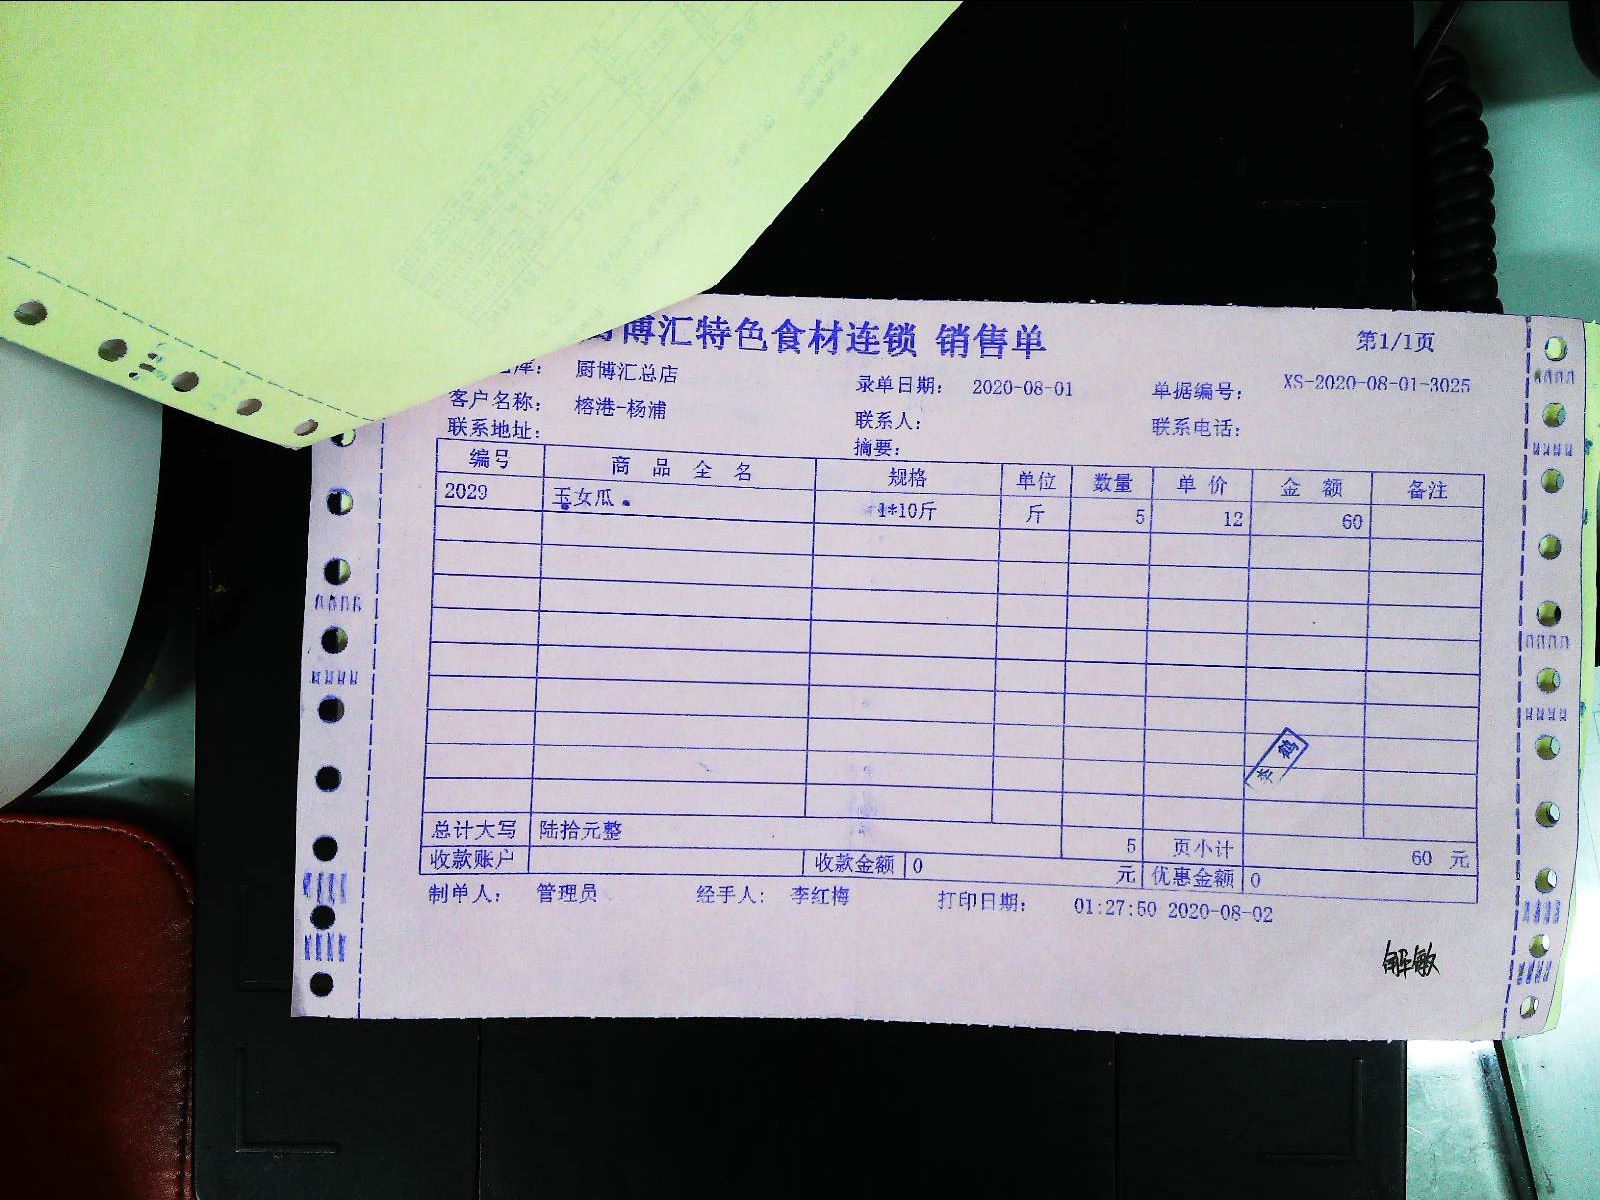 博汇特色食材连锁 销售单 第1/1页
库： 厨博汇总店 录单日期： 2020-08-01 单据编号： XS-2020-08-01-3025
客户名称： 榕港-杨浦 联系人： 联系电话：
联系地址： 摘要：
编号 商品全名 规格 单位 数量 单价 金额 备注
2029 玉女瓜 1*10斤 斤 5 12 60
总计大写 陆拾元整 5 页小计 60 元
收款账户 收款金额 0 元 优惠金额 0
制单人： 管理员 经手人： 李红梅 打印日期： 01:27:50 2020-08-02
解敏